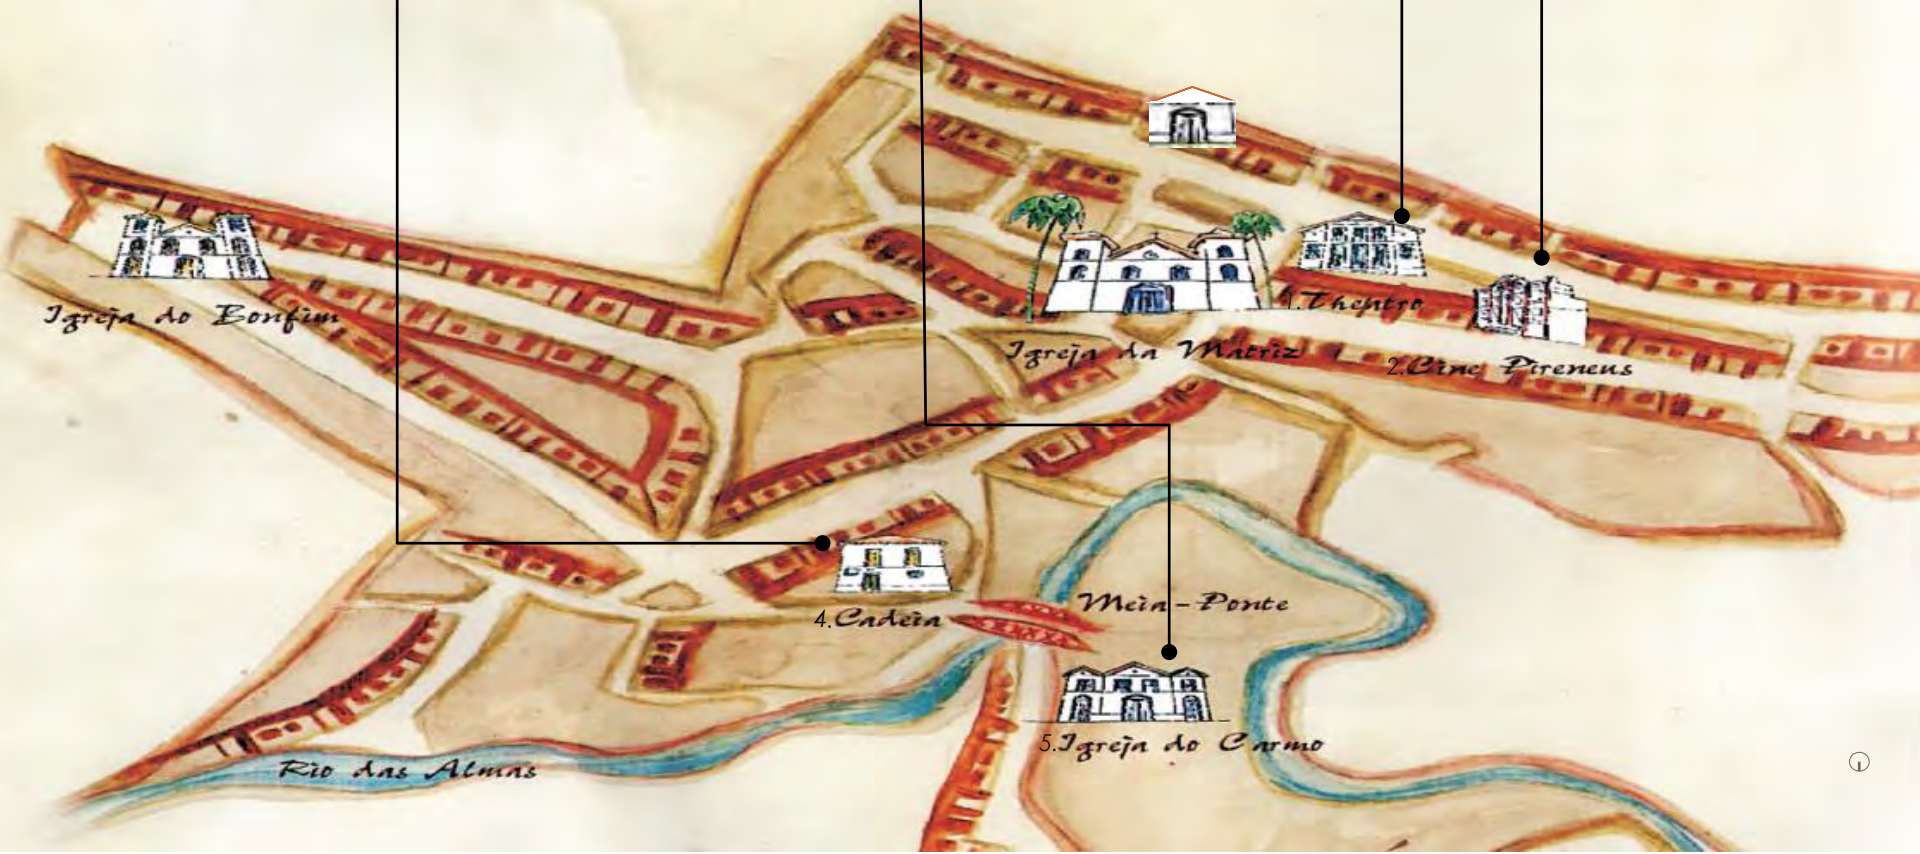 Igreja do Bonfim
1.Theatro
Igreja da Matriz
2.Cine Pireneus
Meia-Ponte
4.Cadeia
5.Igreja do Carmo
Rio das Almas